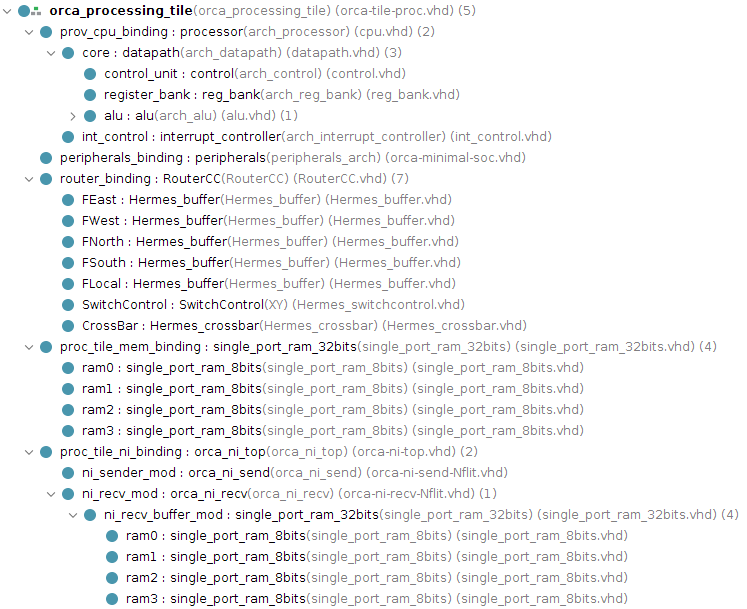 orca_processing_tile(orca_processing_tile) (orca-tile-proc.vhd) (5)
prov_cpu_binding : processor(arch_processor) (cpu.vhd) (2)
core : datapath(arch_datapath) (datapath.vhd) (3)
control_unit : control(arch_control) (control.vhd)
register_bank : reg_bank(arch_reg_bank) (reg_bank.vhd)
alu : alu(arch_alu) (alu.vhd) (1)
int_control : interrupt_controller(arch_interrupt_controller) (int_control.vhd)
peripherals_binding : peripherals(peripherals_arch) (orca-minimal-soc.vhd)
router_binding : RouterCC(RouterCC) (RouterCC.vhd) (7)
FEast : Hermes_buffer(Hermes_buffer) (Hermes_buffer.vhd)
FWest : Hermes_buffer(Hermes_buffer) (Hermes_buffer.vhd)
FNorth : Hermes_buffer(Hermes_buffer) (Hermes_buffer.vhd)
FSouth : Hermes_buffer(Hermes_buffer) (Hermes_buffer.vhd)
FLocal : Hermes_buffer(Hermes_buffer) (Hermes_buffer.vhd)
SwitchControl : SwitchControl(XY) (Hermes_switchcontrol.vhd)
CrossBar : Hermes_crossbar(Hermes_crossbar) (Hermes_crossbar.vhd)
proc_tile_mem_binding : single_port_ram_32bits(single_port_ram_32bits) (single_port_ram_32bits.vhd) (4)
ram0 : single_port_ram_8bits(single_port_ram_8bits) (single_port_ram_8bits.vhd)
ram1 : single_port_ram_8bits(single_port_ram_8bits) (single_port_ram_8bits.vhd)
ram2 : single_port_ram_8bits(single_port_ram_8bits) (single_port_ram_8bits.vhd)
ram3 : single_port_ram_8bits(single_port_ram_8bits) (single_port_ram_8bits.vhd)
proc_tile_ni_binding : orca_ni_top(orca_ni_top) (orca-ni-top.vhd) (2)
ni_sender_mod : orca_ni_send(orca_ni_send) (orca-ni-send-Nflit.vhd)
ni_recv_mod : orca_ni_recv(orca_ni_recv) (orca-ni-recv-Nflit.vhd) (1)
ni_recv_buffer_mod : single_port_ram_32bits(single_port_ram_32bits) (single_port_ram_32bits.vhd) (4)
ram0 : single_port_ram_8bits(single_port_ram_8bits) (single_port_ram_8bits.vhd)
ram1 : single_port_ram_8bits(single_port_ram_8bits) (single_port_ram_8bits.vhd)
ram2 : single_port_ram_8bits(single_port_ram_8bits) (single_port_ram_8bits.vhd)
ram3 : single_port_ram_8bits(single_port_ram_8bits) (single_port_ram_8bits.vhd)